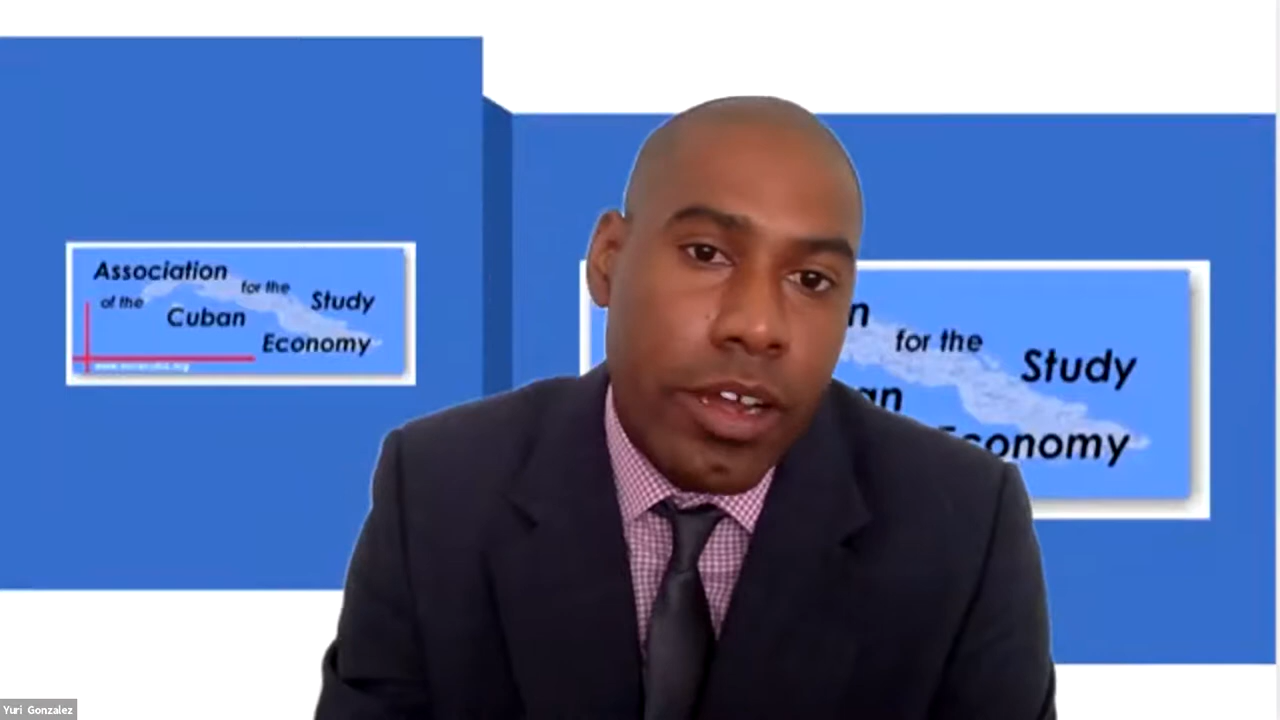 Association for the Study
of the Cuban Economy
for the Study
Economy
Yuri Gonzalez